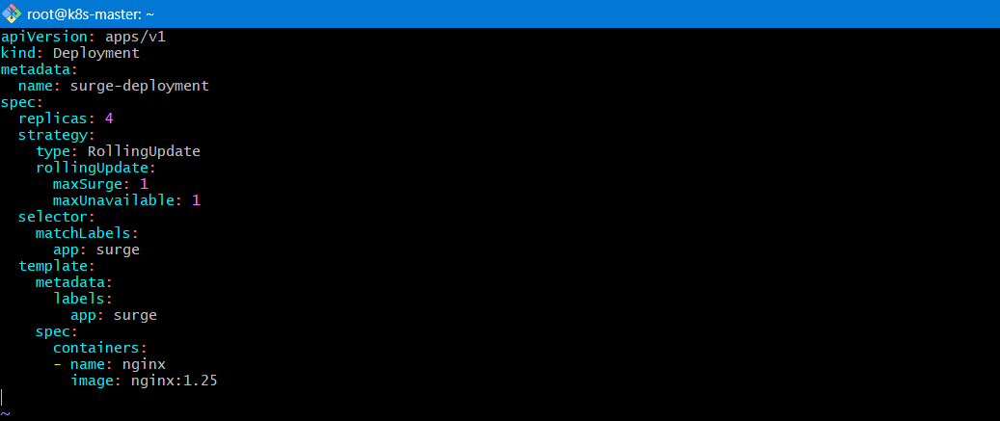 root@k8s-master: ~
apiVersion: apps/v1
kind: Deployment
metadata:
  name: surge-deployment
spec:
  replicas: 4
  strategy:
    type: RollingUpdate
    rollingUpdate:
      maxSurge: 1
      maxUnavailable: 1
  selector:
    matchLabels:
      app: surge
  template:
    metadata:
      labels:
        app: surge
    spec:
      containers:
      - name: nginx
        image: nginx:1.25
~